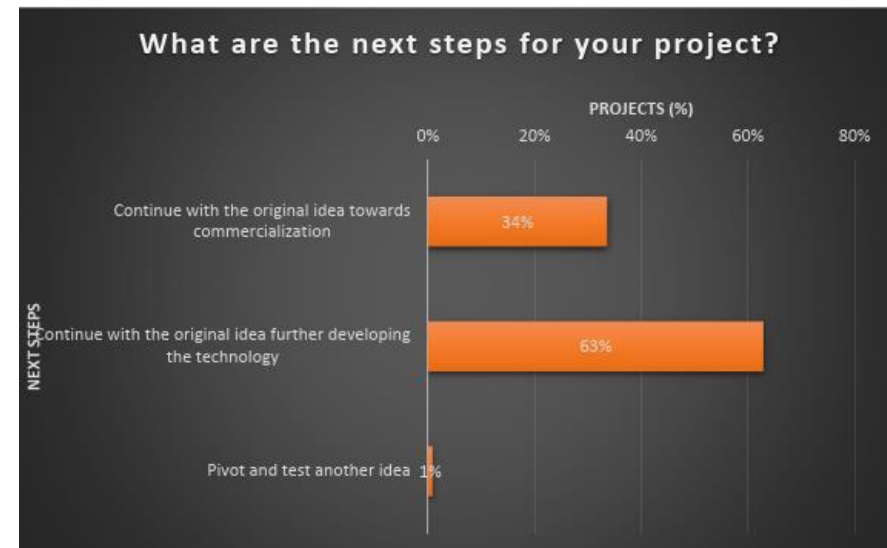 What are the next steps for your project?
PROJECTS (%)
0% 20% 40% 60% 80%
Continue with the original idea towards
commercialization
34%
NEXT STEPS
Continue with the original idea further developing
the technology
63%
Pivot and test another idea
1%